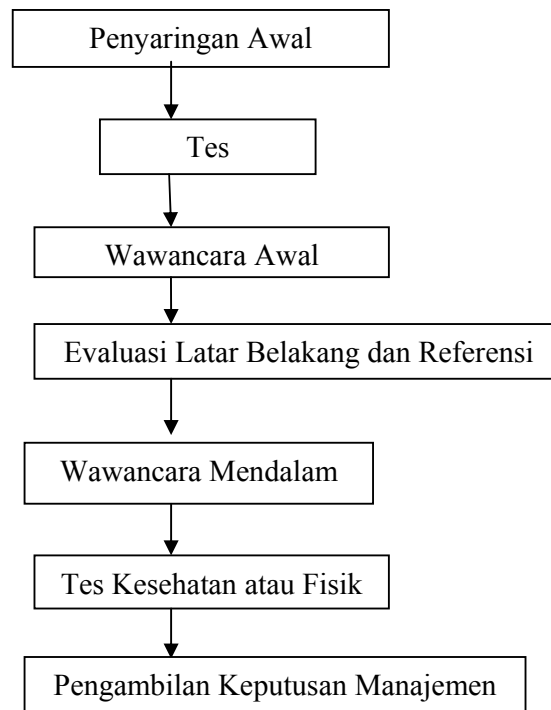 Penyaringan Awal
Tes
Wawancara Awal
Evaluasi Latar Belakang dan Referensi
Wawancara Mendalam
Tes Kesehatan atau Fisik
Pengambilan Keputusan Manajemen